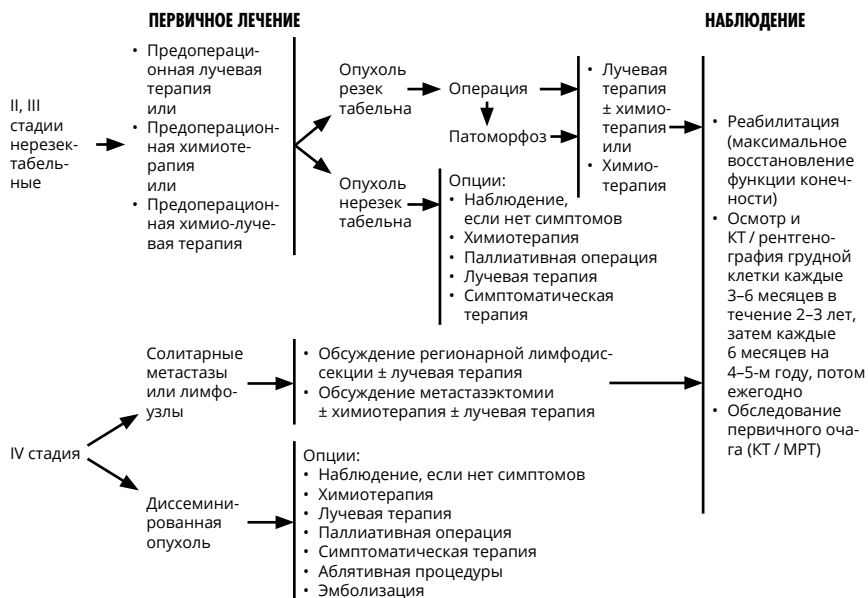 ПЕРВИЧНОЕ ЛЕЧЕНИЕ
НАБЛЮДЕНИЕ
II, III
стадии
нерезек-
табель-
ные
• Предопераци-
онная лучевая
терапия
или
• Предоперацион-
ная химиоте-
рапия
или
• Предоперацион-
ная химио-луче-
вая терапия
Опухоль
резек
табельна
Операция
Патоморфоз
• Лучевая
терапия
± химио-
терапия
или
• Химио-
терапия
Опухоль
нерезек
табельна
Опции:
• Наблюдение,
если нет симптомов
• Химиотерапия
• Паллиативная операция
• Лучевая терапия
• Симптоматическая
терапия
IV стадия
Солитарные
метастазы
или лимфо-
узлы
• Обсуждение регионарной лимфодис-
секции ± лучевая терапия
• Обсуждение метастазэктомии
± химиотерапия ± лучевая терапия
Диссемини-
рованная
опухоль
Опции:
• Наблюдение, если нет симптомов
• Химиотерапия
• Лучевая терапия
• Паллиативная операция
• Симптоматическая терапия
• Аблятивная процедуры
• Эмболизация
• Реабилитация
(максимальное
восстановление
функции конеч-
ности)
• Осмотр и
КТ / рентгено-
графия грудной
клетки каждые
3–6 месяцев в
течение 2–3 лет,
затем каждые
6 месяцев на
4–5-м году, потом
ежегодно
• Обследование
первичного оча-
га (КТ / МРТ)